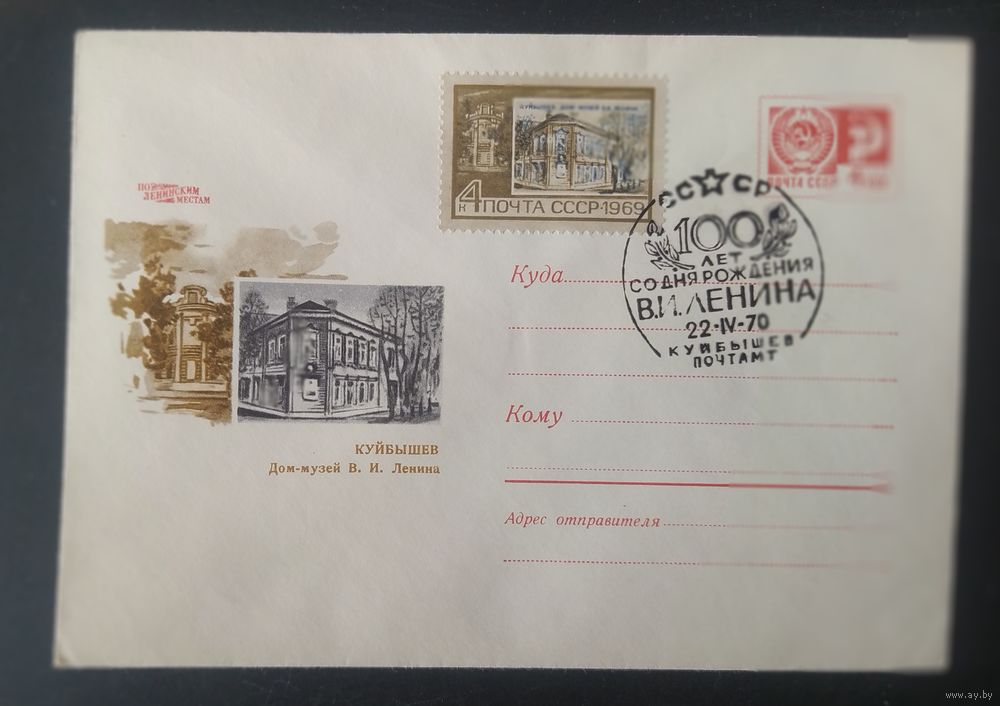 ПО
ЛЕНИНСКИМ
МЕСТАМ
КУЙБЫШЕВ
Дом-музей В. И. Ленина
КУЙБЫШЕВ ДОМ-МУЗЕЙ В.И. ЛЕНИНА
4к ПОЧТА СССР·1969
ПОЧТА СССР
СССР
100
ЛЕТ
СО ДНЯ РОЖДЕНИЯ
В.И. ЛЕНИНА
22-IV-70
КУЙБЫШЕВ
ПОЧТАМТ
Куда
Кому
Адрес отправителя
www.ay.by